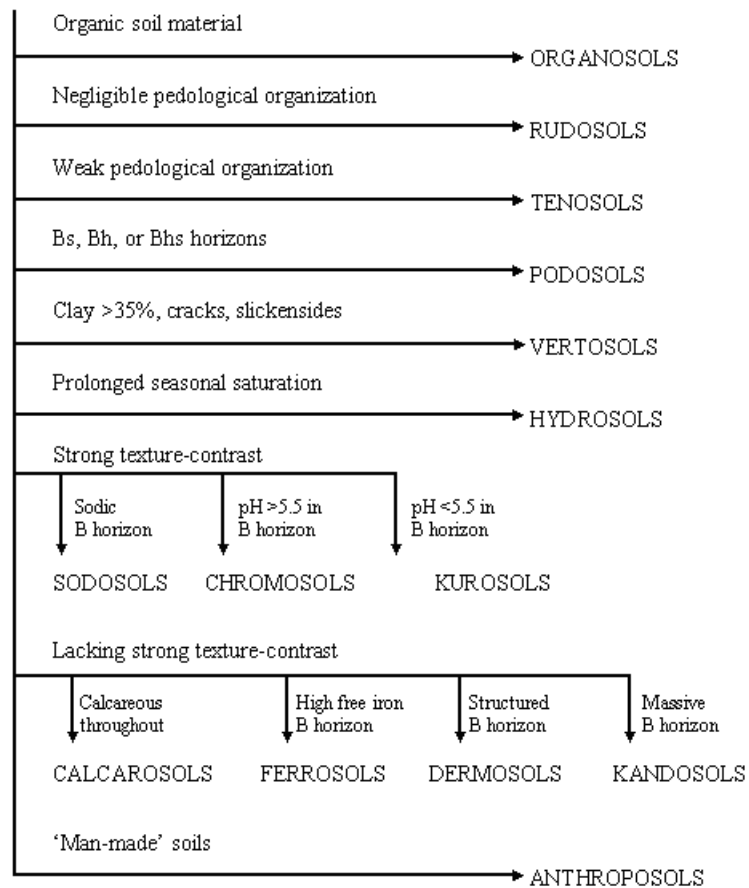 Organic soil material
ORGANOSOLS
Negligible pedological organization
RUDOSOLS
Weak pedological organization
TENOSOLS
Bs, Bh, or Bhs horizons
PODOSOLS
Clay >35%, cracks, slickensides
VERTOSOLS
Prolonged seasonal saturation
HYDROSOLS
Strong texture-contrast
Sodic
B horizon
pH >5.5 in
B horizon
pH <5.5 in
B horizon
SODOSOLS
CHROMOSOLS
KUROSOLS
Lacking strong texture-contrast
Calcareous
throughout
High free iron
B horizon
Structured
B horizon
Massive
B horizon
CALCAROSOLS
FERROSOLS
DERMOSOLS
KANDOSOLS
‘Man-made’ soils
ANTHROPOSOLS